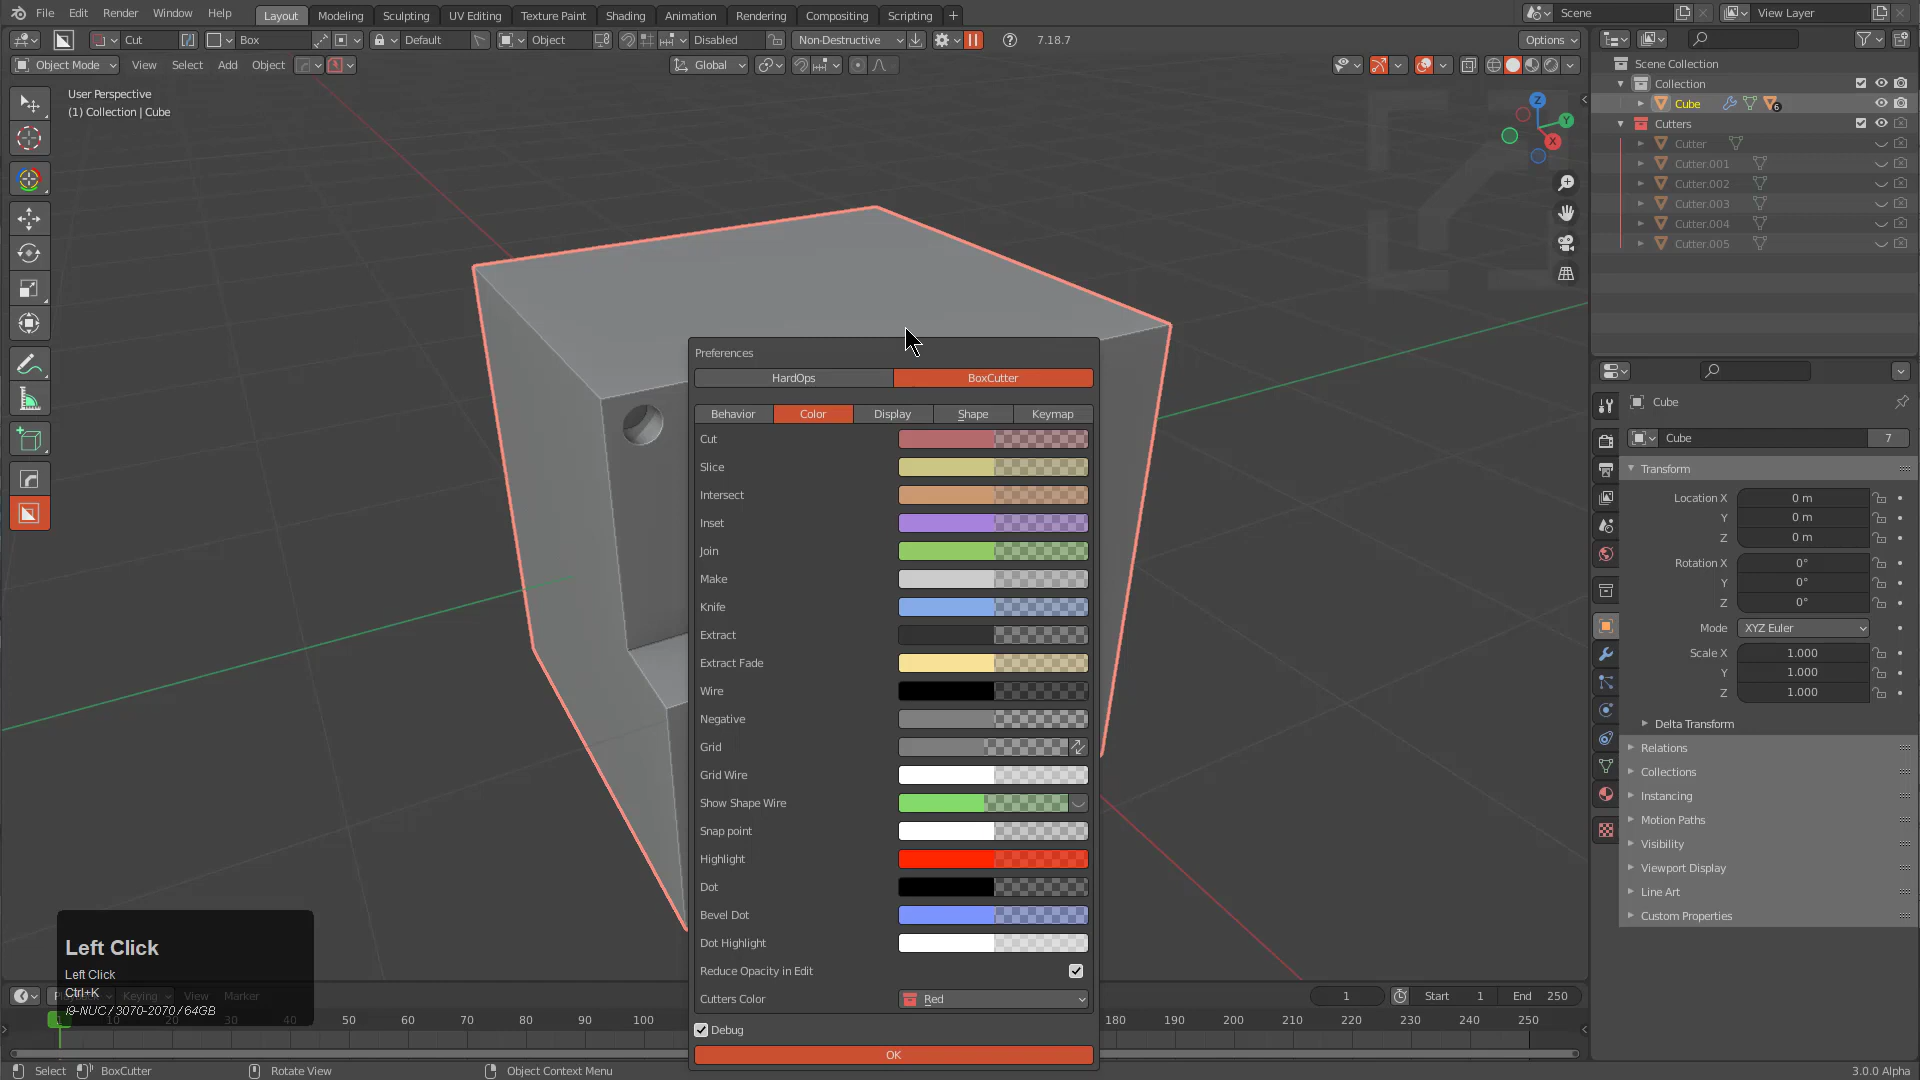 File Edit Render Window Help Layout Modeling Sculpting UV Editing Texture Paint Shading Animation Rendering Compositing Scripting + Scene View Layer
Cut Box Default Object Disabled Non-Destructive 7.18.7 Options
Object Mode View Select Add Object Global
User Perspective
(1) Collection | Cube
Z
Y
X
Scene Collection
Collection
Cube 6
Cutters
Cutter
Cutter.001
Cutter.002
Cutter.003
Cutter.004
Cutter.005
Preferences
HardOps BoxCutter
Behavior Color Display Shape Keymap
Cut
Slice
Intersect
Inset
Join
Make
Knife
Extract
Extract Fade
Wire
Negative
Grid
Grid Wire
Show Shape Wire
Snap point
Highlight
Dot
Bevel Dot
Dot Highlight
Reduce Opacity in Edit
Cutters Color Red
Debug
OK
Cube
Cube 7
Transform
Location X 0 m
Y 0 m
Z 0 m
Rotation X 0°
Y 0°
Z 0°
Mode XYZ Euler
Scale X 1.000
Y 1.000
Z 1.000
Delta Transform
Relations
Collections
Instancing
Motion Paths
Visibility
Viewport Display
Line Art
Custom Properties
Left Click
Left Click
Ctrl+K
i9-NUC / 3070-2070 / 64GB
Playback Keying View Marker 1 Start 1 End 250
10 20 30 40 50 60 70 80 90 100 180 190 200 210 220 230 240 250
Select BoxCutter Rotate View Object Context Menu 3.0.0 Alpha